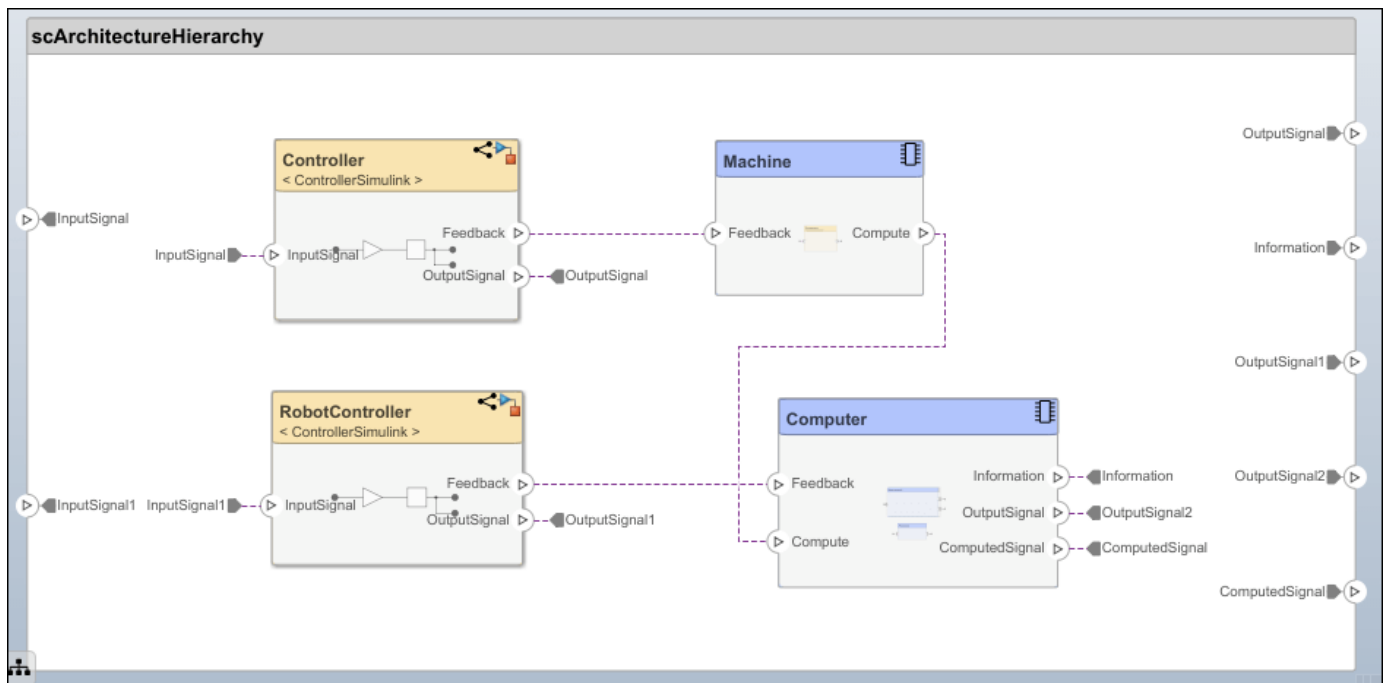 scArchitectureHierarchy
Controller
< ControllerSimulink >
Machine
OutputSignal
InputSignal
InputSignal
InputSignal
Feedback
OutputSignal
OutputSignal
Feedback
Compute
Information
OutputSignal1
RobotController
< ControllerSimulink >
Computer
InputSignal1
InputSignal1
InputSignal
Feedback
OutputSignal
OutputSignal1
Feedback
Compute
Information
Information
OutputSignal
OutputSignal2
ComputedSignal
ComputedSignal
OutputSignal2
ComputedSignal